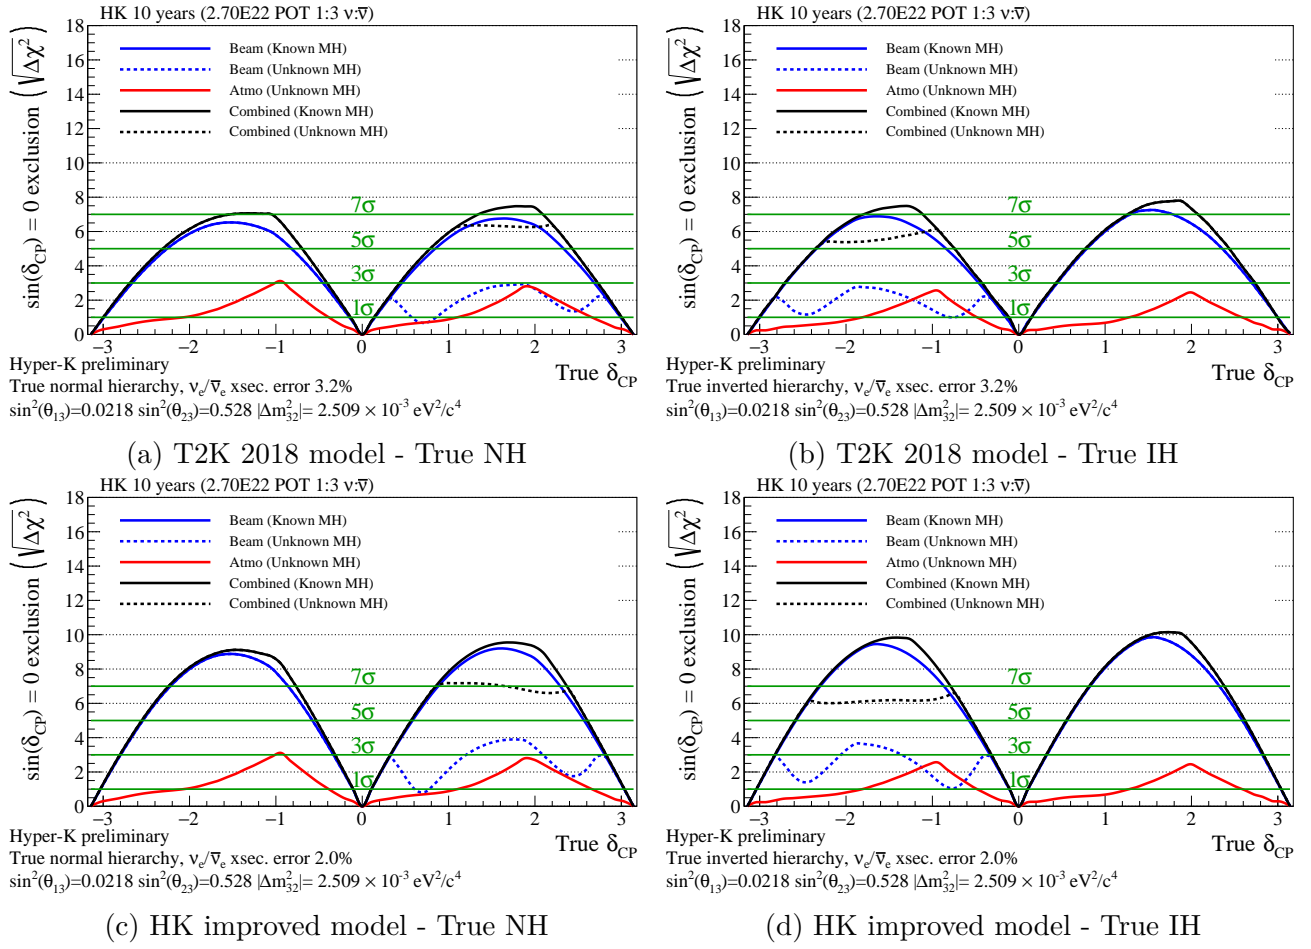 HK 10 years (2.70E22 POT 1:3 ν:ν̅)
sin(δ_CP) = 0 exclusion (√Δχ²)
18
16
14
12
10
8
6
4
2
0
Beam (Known MH)
Beam (Unknown MH)
Atmo (Unknown MH)
Combined (Known MH)
Combined (Unknown MH)
7σ
5σ
3σ
1σ
−3 −2 −1 0 1 2 3
True δ_CP
Hyper-K preliminary
True normal hierarchy, ν_e/ν̅_e xsec. error 3.2%
sin²(θ₁₃)=0.0218 sin²(θ₂₃)=0.528 |Δm²₃₂|= 2.509 × 10⁻³ eV²/c⁴
(a) T2K 2018 model - True NH
HK 10 years (2.70E22 POT 1:3 ν:ν̅)
sin(δ_CP) = 0 exclusion (√Δχ²)
18
16
14
12
10
8
6
4
2
0
Beam (Known MH)
Beam (Unknown MH)
Atmo (Unknown MH)
Combined (Known MH)
Combined (Unknown MH)
7σ
5σ
3σ
1σ
−3 −2 −1 0 1 2 3
True δ_CP
Hyper-K preliminary
True inverted hierarchy, ν_e/ν̅_e xsec. error 3.2%
sin²(θ₁₃)=0.0218 sin²(θ₂₃)=0.528 |Δm²₃₂|= 2.509 × 10⁻³ eV²/c⁴
(b) T2K 2018 model - True IH
HK 10 years (2.70E22 POT 1:3 ν:ν̅)
sin(δ_CP) = 0 exclusion (√Δχ²)
18
16
14
12
10
8
6
4
2
0
Beam (Known MH)
Beam (Unknown MH)
Atmo (Unknown MH)
Combined (Known MH)
Combined (Unknown MH)
7σ
5σ
3σ
1σ
−3 −2 −1 0 1 2 3
True δ_CP
Hyper-K preliminary
True normal hierarchy, ν_e/ν̅_e xsec. error 2.0%
sin²(θ₁₃)=0.0218 sin²(θ₂₃)=0.528 |Δm²₃₂|= 2.509 × 10⁻³ eV²/c⁴
(c) HK improved model - True NH
HK 10 years (2.70E22 POT 1:3 ν:ν̅)
sin(δ_CP) = 0 exclusion (√Δχ²)
18
16
14
12
10
8
6
4
2
0
Beam (Known MH)
Beam (Unknown MH)
Atmo (Unknown MH)
Combined (Known MH)
Combined (Unknown MH)
7σ
5σ
3σ
1σ
−3 −2 −1 0 1 2 3
True δ_CP
Hyper-K preliminary
True inverted hierarchy, ν_e/ν̅_e xsec. error 2.0%
sin²(θ₁₃)=0.0218 sin²(θ₂₃)=0.528 |Δm²₃₂|= 2.509 × 10⁻³ eV²/c⁴
(d) HK improved model - True IH